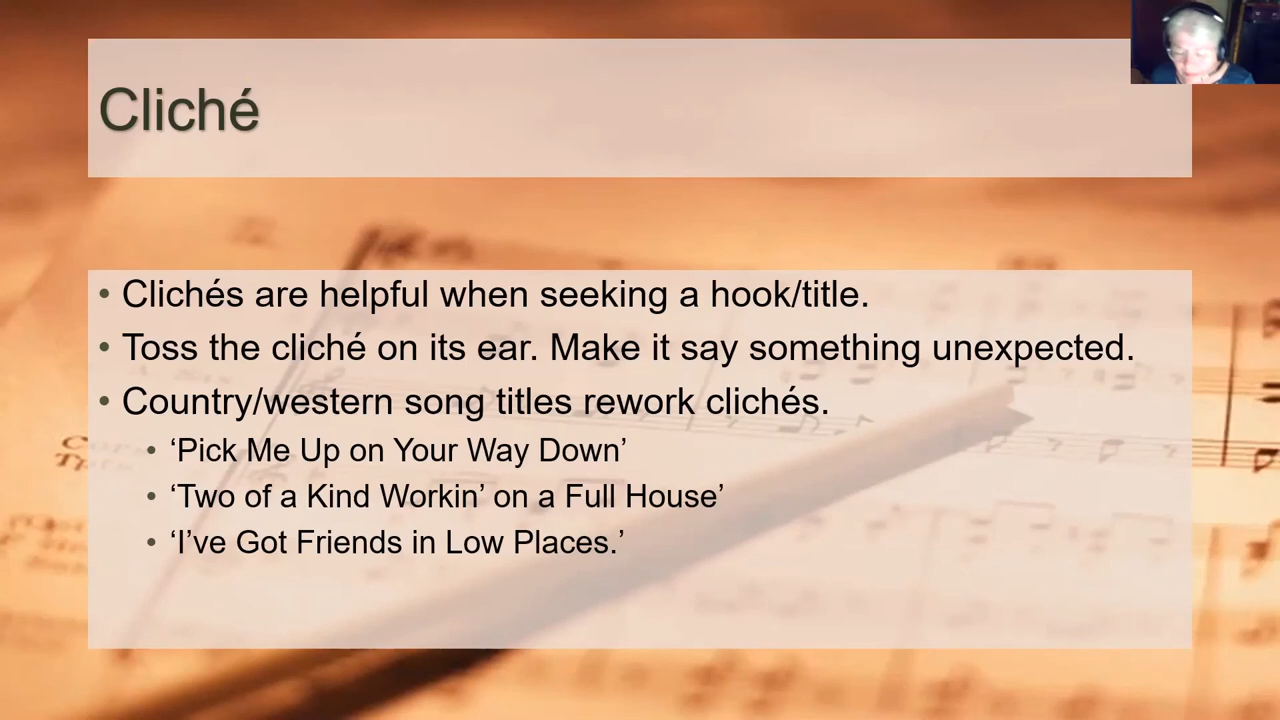 Cliché
• Clichés are helpful when seeking a hook/title.
• Toss the cliché on its ear. Make it say something unexpected.
• Country/western song titles rework clichés.
• ‘Pick Me Up on Your Way Down’
• ‘Two of a Kind Workin’ on a Full House’
• ‘I’ve Got Friends in Low Places.’